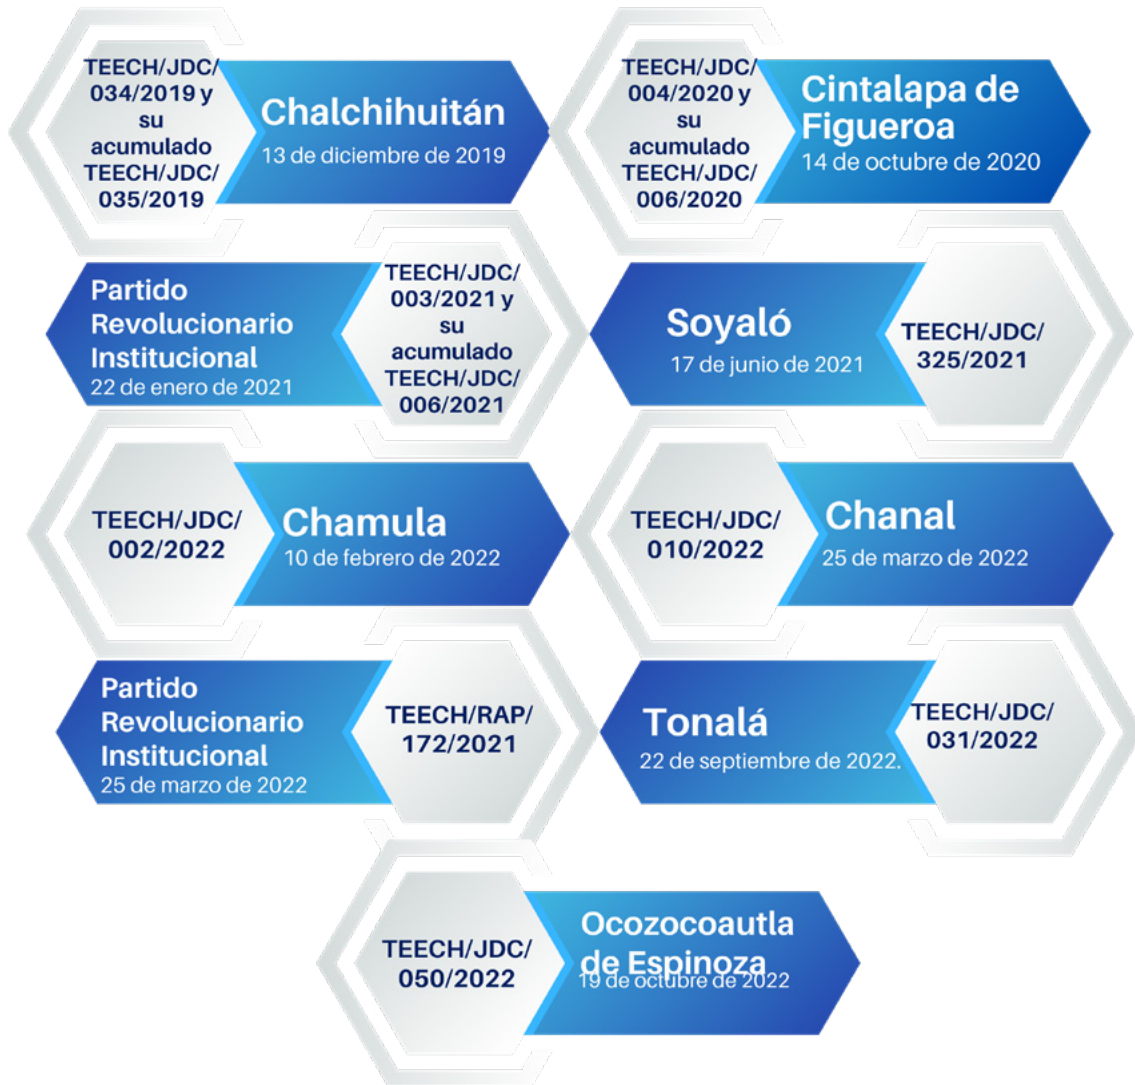 TEECH/JDC/
034/2019 y
su
acumulado
TEECH/JDC/
035/2019
Chalchihuitán
13 de diciembre de 2019
TEECH/JDC/
004/2020 y
su
acumulado
TEECH/JDC/
006/2020
Cintalapa de
Figueroa
14 de octubre de 2020
Partido
Revolucionario
Institucional
22 de enero de 2021
TEECH/JDC/
003/2021 y
su
acumulado
TEECH/JDC/
006/2021
Soyaló
17 de junio de 2021
TEECH/JDC/
325/2021
TEECH/JDC/
002/2022
Chamula
10 de febrero de 2022
TEECH/JDC/
010/2022
Chanal
25 de marzo de 2022
Partido
Revolucionario
Institucional
25 de marzo de 2022
TEECH/RAP/
172/2021
Tonalá
22 de septiembre de 2022.
TEECH/JDC/
031/2022
TEECH/JDC/
050/2022
Ocozocoautla
de Espinoza
19 de octubre de 2022